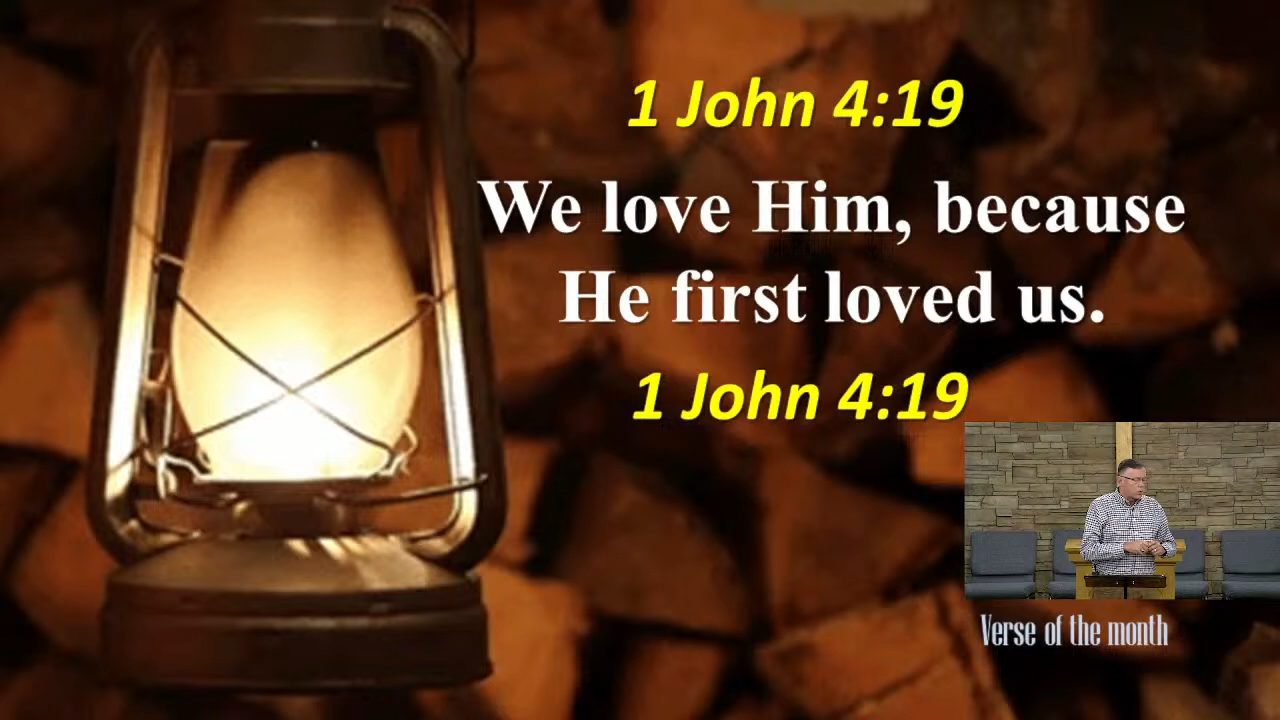 1 John 4:19
We love Him, because
He first loved us.
1 John 4:19
Verse of the month